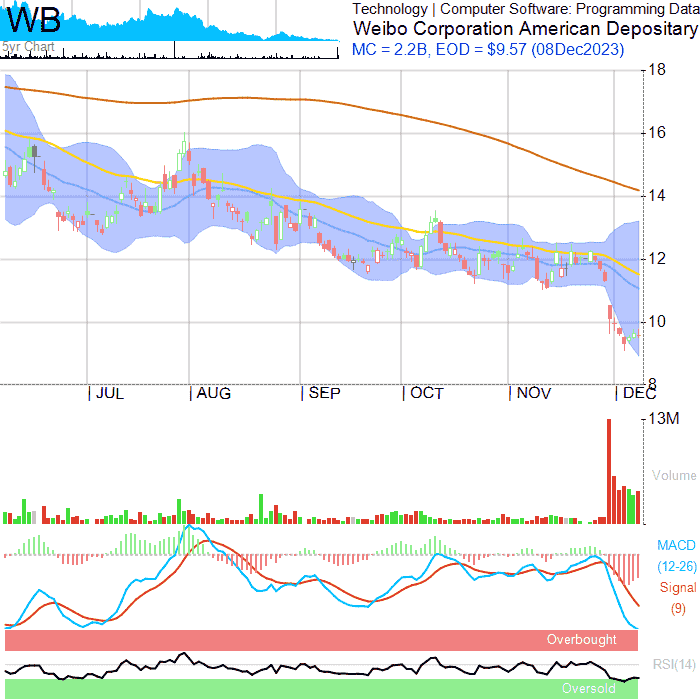 WB
5yr Chart
Technology | Computer Software: Programming Data
Weibo Corporation American Depositary
MC = 2.2B, EOD = $9.57 (08Dec2023)
18
16
14
12
10
8
JUL
AUG
SEP
OCT
NOV
DEC
13M
Volume
MACD
(12-26)
Signal
(9)
Overbought
RSI(14)
Oversold